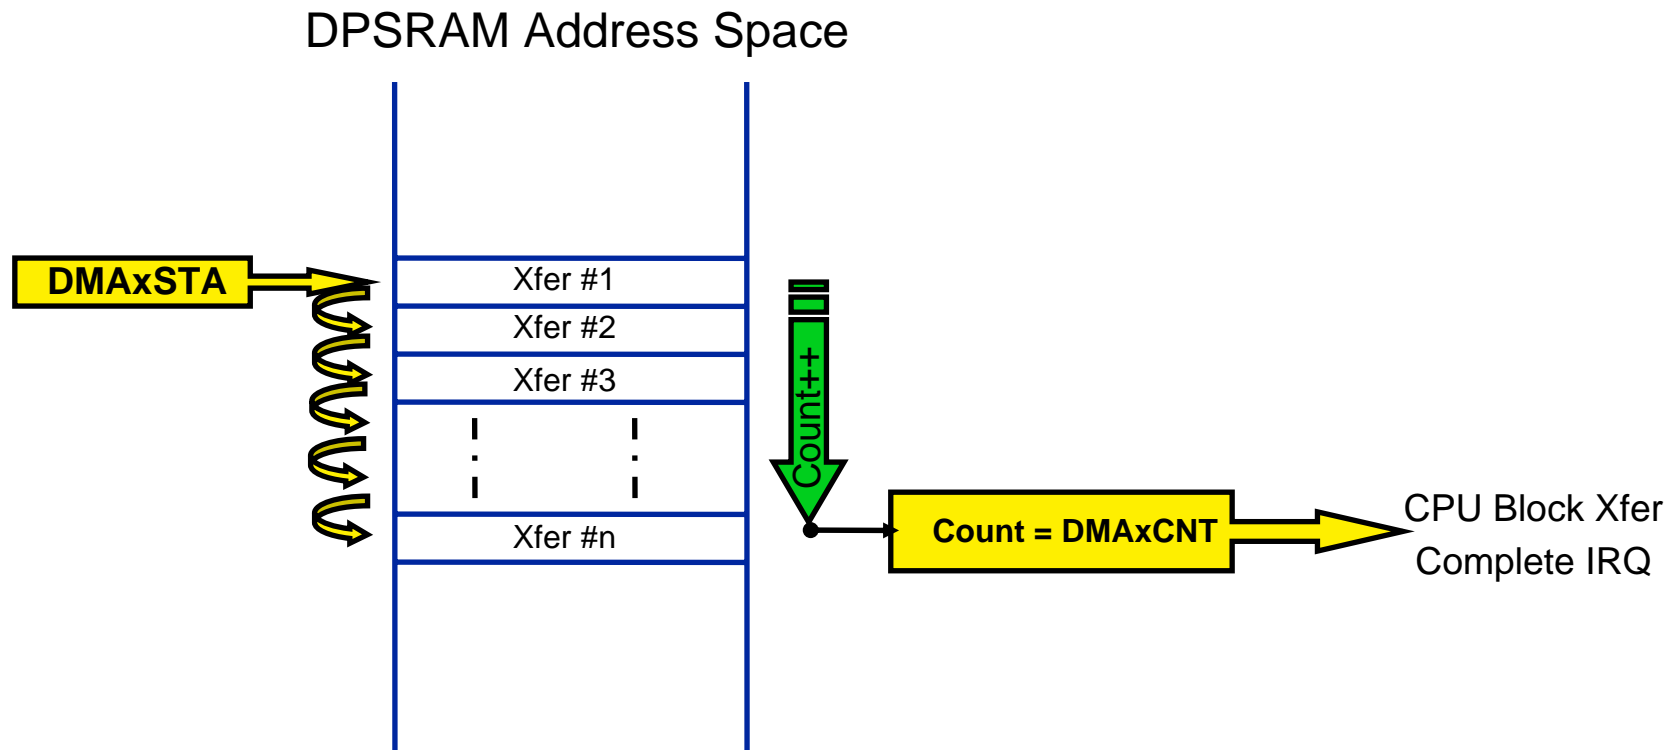 DPSRAM Address Space
DMAxSTA
Xfer #1
Xfer #2
Xfer #3
Xfer #n
Count++
Count = DMAxCNT
CPU Block Xfer
Complete IRQ